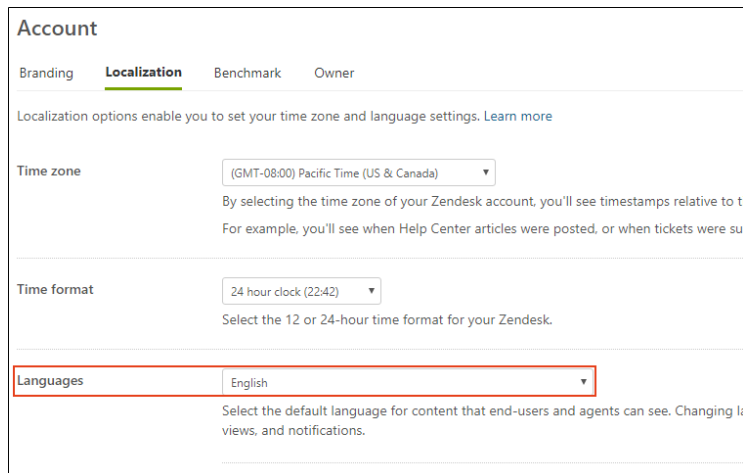 Account
Branding Localization Benchmark Owner
Localization options enable you to set your time zone and language settings. Learn more
Time zone
(GMT-08:00) Pacific Time (US & Canada)
By selecting the time zone of your Zendesk account, you'll see timestamps relative to
For example, you'll see when Help Center articles were posted, or when tickets were
Time format
24 hour clock (22:42)
Select the 12 or 24-hour time format for your Zendesk.
Languages
English
Select the default language for content that end-users and agents can see. Changing
views, and notifications.